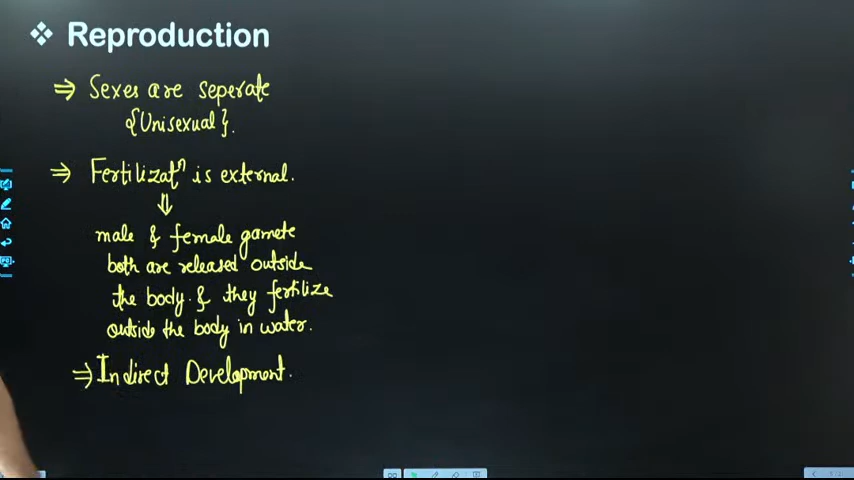 ❖ Reproduction
⇒ Sexes are seperate
{Unisexual}.
⇒ Fertilizatⁿ is external.
⇓
male & female gamete
both are released outside
the body. & they fertilize
outside the body in water.
⇒ Indirect Development.